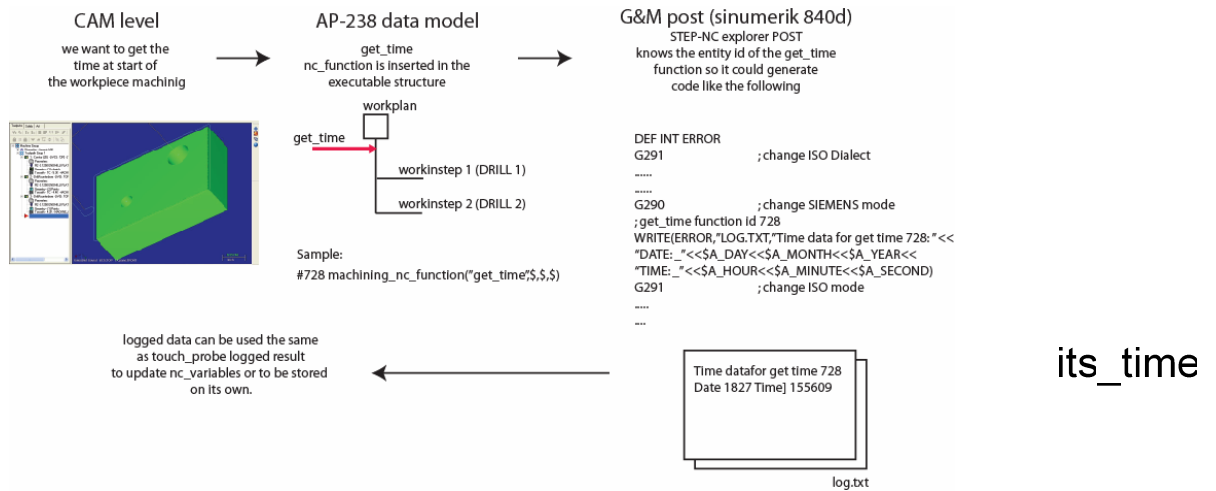 CAM level
we want to get the
time at start of
the workpiece machinig
AP-238 data model
get_time
nc_function is inserted in the
executable structure
workplan
get_time
workinstep 1 (DRILL 1)
workinstep 2 (DRILL 2)
Sample:
#728 machining_nc_function("get_time",$,$,$)
G&M post (sinumerik 840d)
STEP-NC explorer POST
knows the entity id of the get_time
function so it could generate
code like the following
DEF INT ERROR
G291 ; change ISO Dialect
......
......
G290 ; change SIEMENS mode
; get_time function id 728
WRITE(ERROR,"LOG.TXT,"Time data for get time 728: "<<
"DATE: _"<<$A_DAY<<$A_MONTH<<$A_YEAR<<
"TIME: _"<<$A_HOUR<<$A_MINUTE<<$A_SECOND)
G291 ; change ISO mode
.....
....
logged data can be used the same
as touch_probe logged result
to update nc_variables or to be stored
on its own.
Time datafor get time 728
Date 1827 Time] 155609
log.txt
its_time